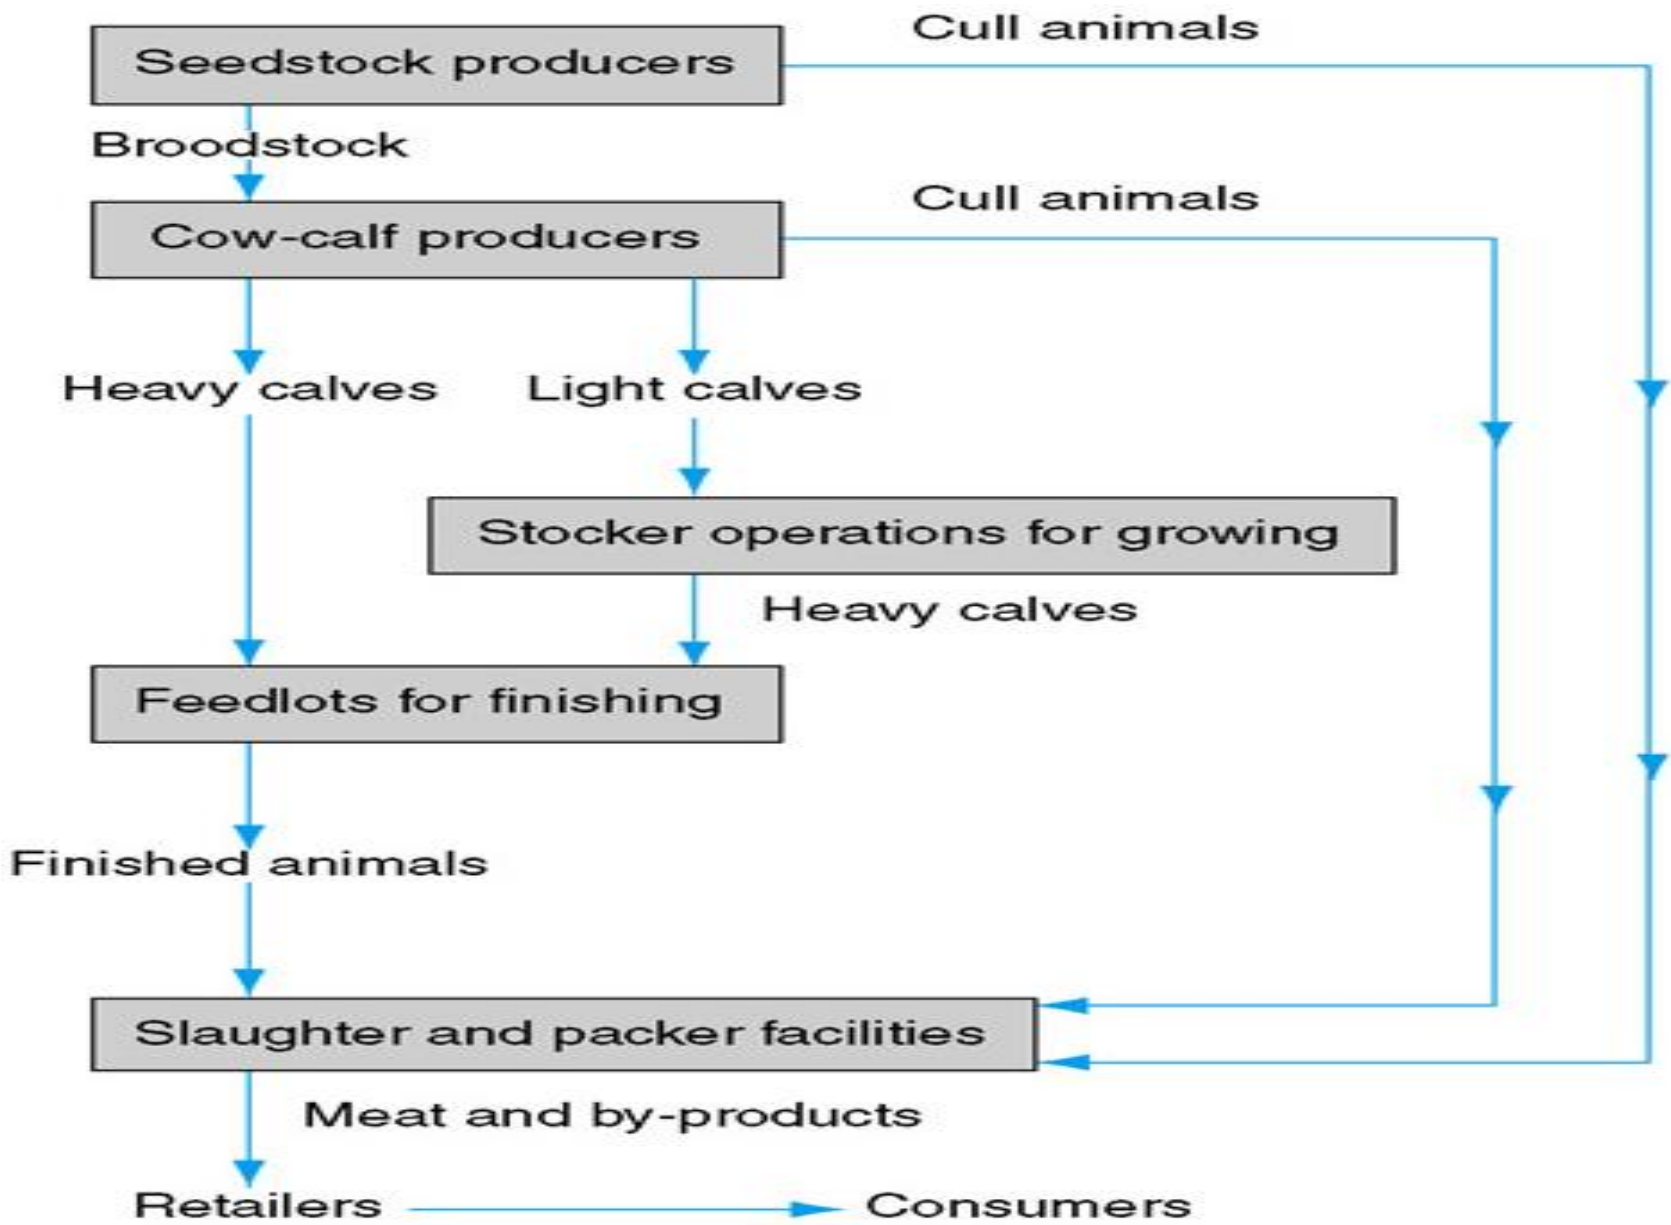 Cull animals
Seedstock producers
Broodstock
Cull animals
Cow-calf producers
Heavy calves
Light calves
Stocker operations for growing
Heavy calves
Feedlots for finishing
Finished animals
Slaughter and packer facilities
Meat and by-products
Retailers
Consumers